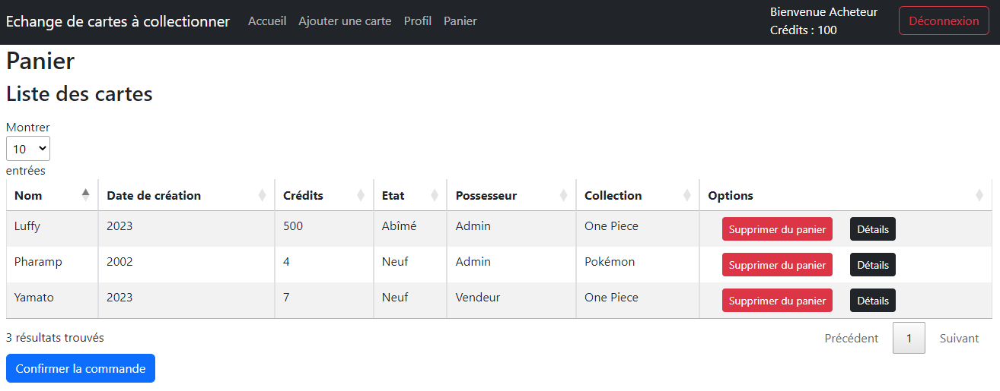 Echange de cartes à collectionner Accueil Ajouter une carte Profil Panier Bienvenue Acheteur Déconnexion
Crédits : 100
Panier
Liste des cartes
Montrer
10
entrées
Nom Date de création Crédits Etat Possesseur Collection Options
Luffy 2023 500 Abîmé Admin One Piece Supprimer du panier Détails
Pharamp 2002 4 Neuf Admin Pokémon Supprimer du panier Détails
Yamato 2023 7 Neuf Vendeur One Piece Supprimer du panier Détails
3 résultats trouvés Précédent 1 Suivant
Confirmer la commande